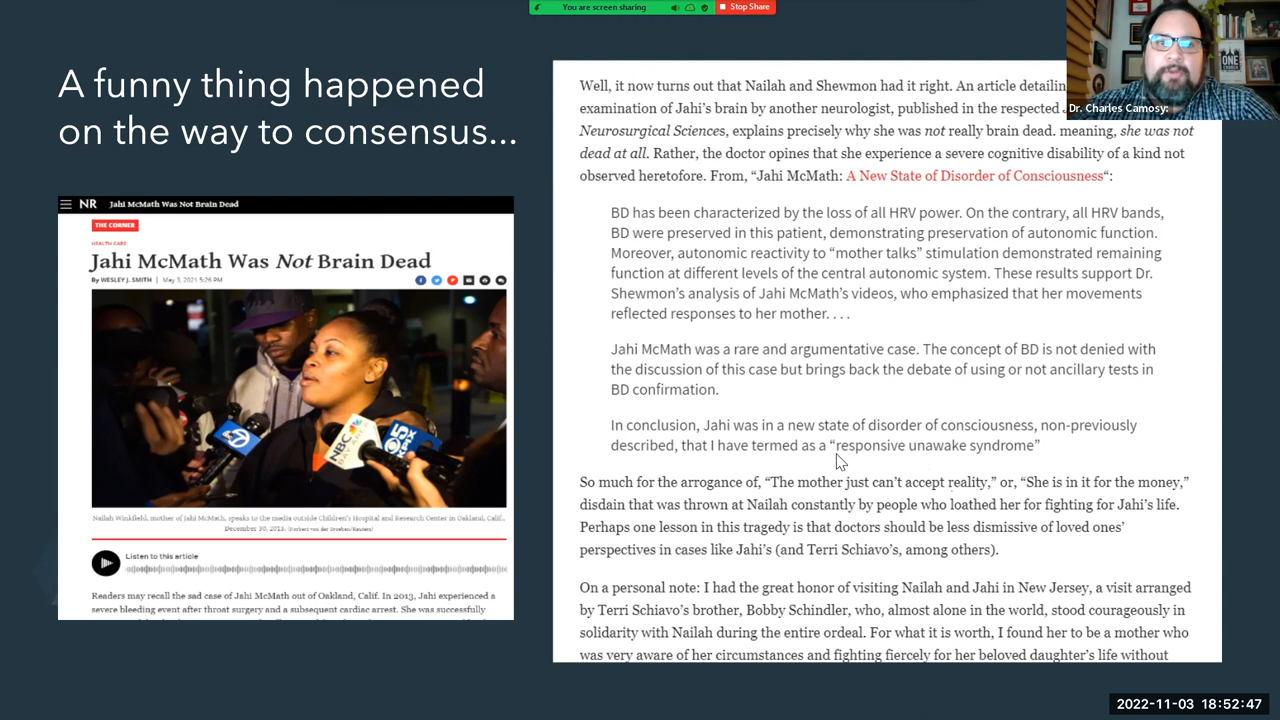 You are screen sharing
Stop Share
Dr. Charles Camosy:
A funny thing happened
on the way to consensus...
NR Jahi McMath Was Not Brain Dead
THE CORNER
HEALTH CARE
Jahi McMath Was Not Brain Dead
By WESLEY J. SMITH | May 3, 2021 5:26 PM
abc 7
NBC
BAY AREA
5
Nailah Winkfield, mother of Jahi McMath, speaks to the media outside Children's Hospital and Research Center in Oakland, Calif.,
December 30, 2013.
Listen to this article
Readers may recall the sad case of Jahi McMath out of Oakland, Calif. In 2013, Jahi experienced a
severe bleeding event after throat surgery and a subsequent cardiac arrest. She was successfully
Well, it now turns out that Nailah and Shewmon had it right. An article detailin
examination of Jahi's brain by another neurologist, published in the respected
Neurosurgical Sciences, explains precisely why she was not really brain dead. meaning, she was not
dead at all. Rather, the doctor opines that she experience a severe cognitive disability of a kind not
observed heretofore. From, “Jahi McMath: A New State of Disorder of Consciousness“:
BD has been characterized by the loss of all HRV power. On the contrary, all HRV bands,
BD were preserved in this patient, demonstrating preservation of autonomic function.
Moreover, autonomic reactivity to “mother talks” stimulation demonstrated remaining
function at different levels of the central autonomic system. These results support Dr.
Shewmon's analysis of Jahi McMath's videos, who emphasized that her movements
reflected responses to her mother. . . .
Jahi McMath was a rare and argumentative case. The concept of BD is not denied with
the discussion of this case but brings back the debate of using or not ancillary tests in
BD confirmation.
In conclusion, Jahi was in a new state of disorder of consciousness, non-previously
described, that I have termed as a “responsive unawake syndrome”
So much for the arrogance of, “The mother just can't accept reality,” or, “She is in it for the money,”
disdain that was thrown at Nailah constantly by people who loathed her for fighting for Jahi's life.
Perhaps one lesson in this tragedy is that doctors should be less dismissive of loved ones'
perspectives in cases like Jahi's (and Terri Schiavo's, among others).
On a personal note: I had the great honor of visiting Nailah and Jahi in New Jersey, a visit arranged
by Terri Schiavo's brother, Bobby Schindler, who, almost alone in the world, stood courageously in
solidarity with Nailah during the entire ordeal. For what it is worth, I found her to be a mother who
was very aware of her circumstances and fighting fiercely for her beloved daughter's life without
2022-11-03 18:52:47